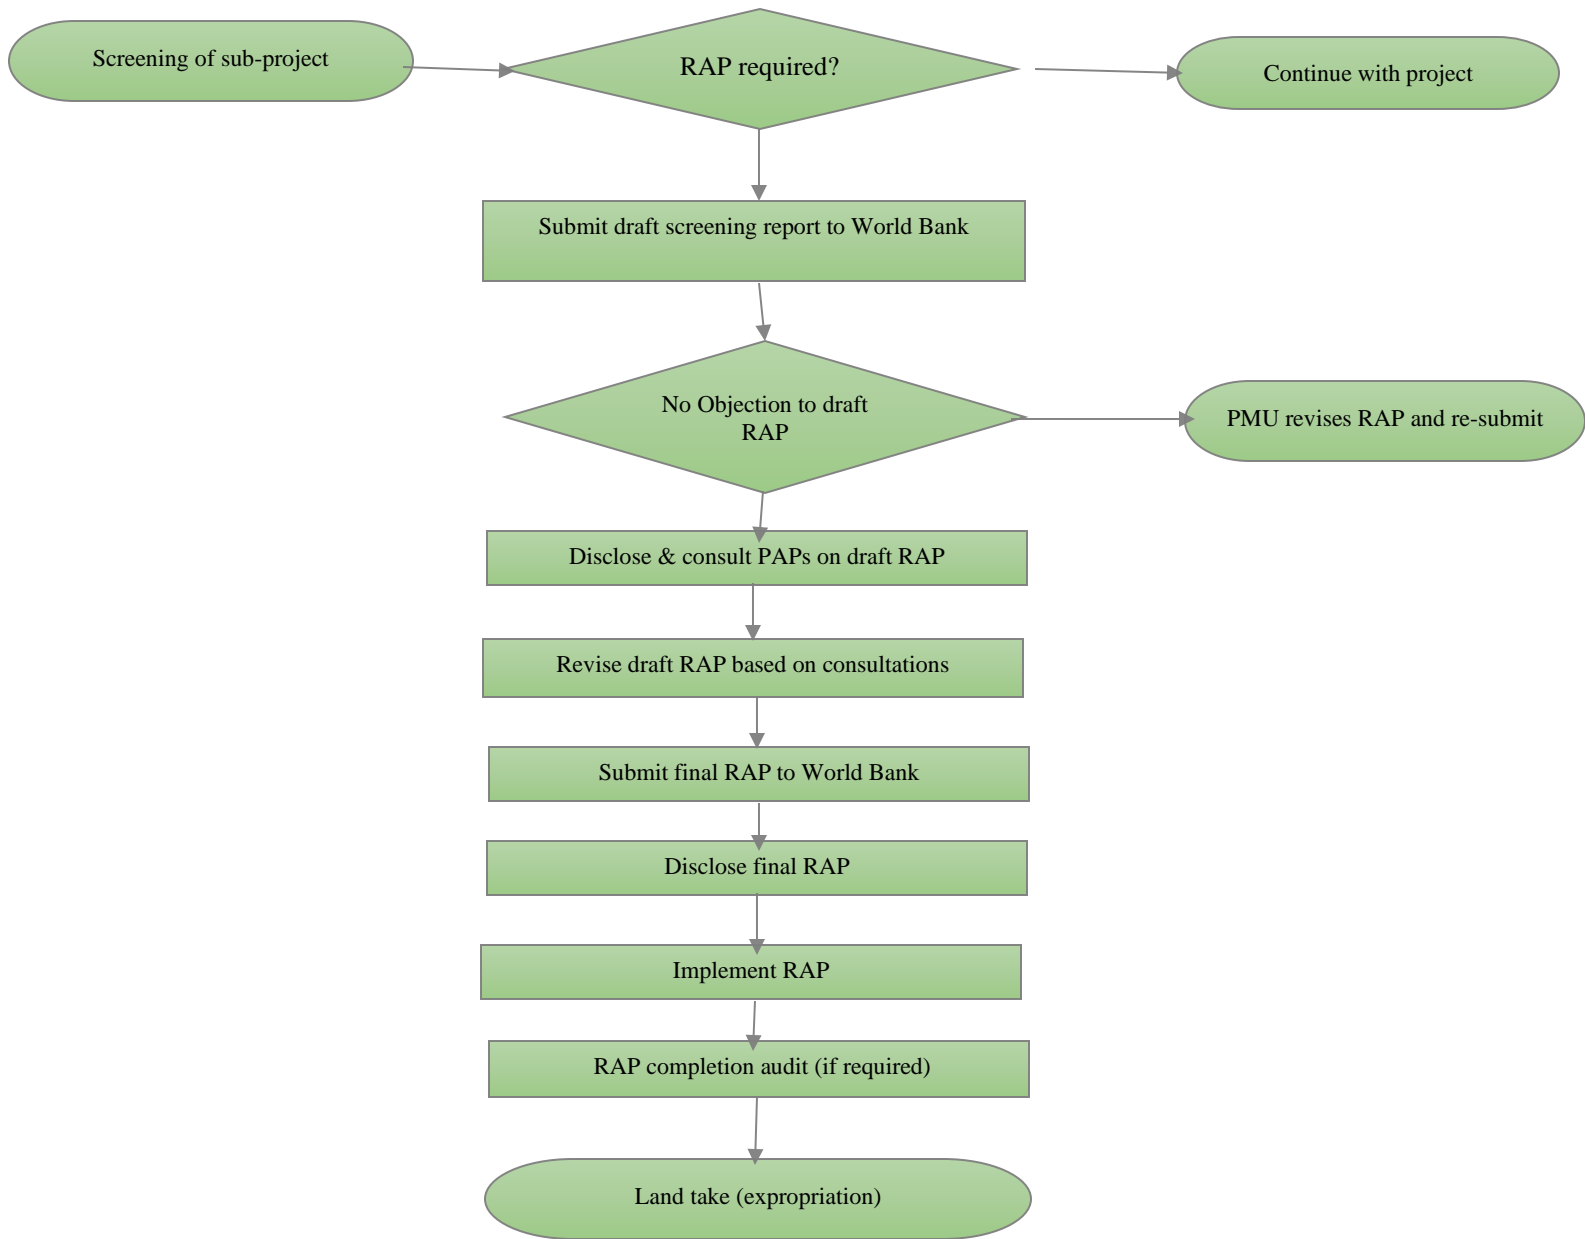 Screening of sub-project
RAP required?
Continue with project
Submit draft screening report to World Bank
No Objection to draft
RAP
PMU revises RAP and re-submit
Disclose & consult PAPs on draft RAP
Revise draft RAP based on consultations
Submit final RAP to World Bank
Disclose final RAP
Implement RAP
RAP completion audit (if required)
Land take (expropriation)